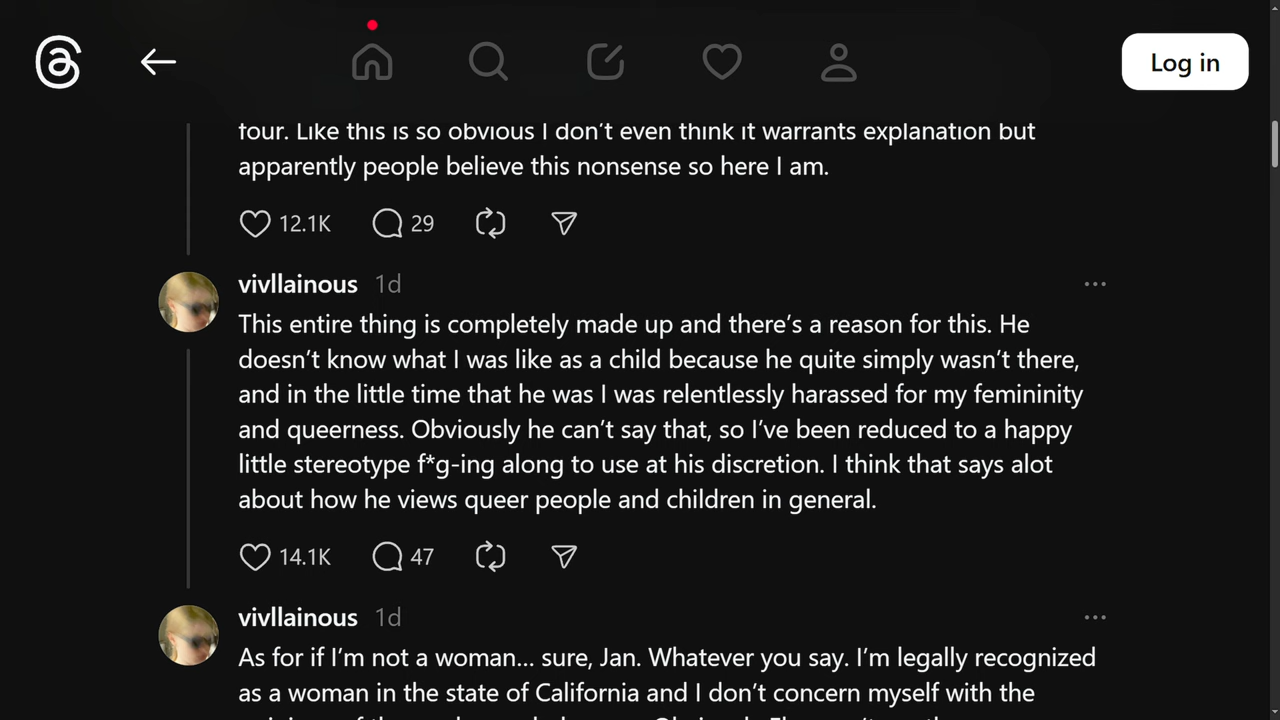 Log in
four. Like this is so obvious I don't even think it warrants explanation but
apparently people believe this nonsense so here I am.
12.1K 29
vivllainous 1d
This entire thing is completely made up and there's a reason for this. He
doesn't know what I was like as a child because he quite simply wasn't there,
and in the little time that he was I was relentlessly harassed for my femininity
and queerness. Obviously he can't say that, so I've been reduced to a happy
little stereotype f*g-ing along to use at his discretion. I think that says alot
about how he views queer people and children in general.
14.1K 47
vivllainous 1d
As for if I'm not a woman… sure, Jan. Whatever you say. I'm legally recognized
as a woman in the state of California and I don't concern myself with the